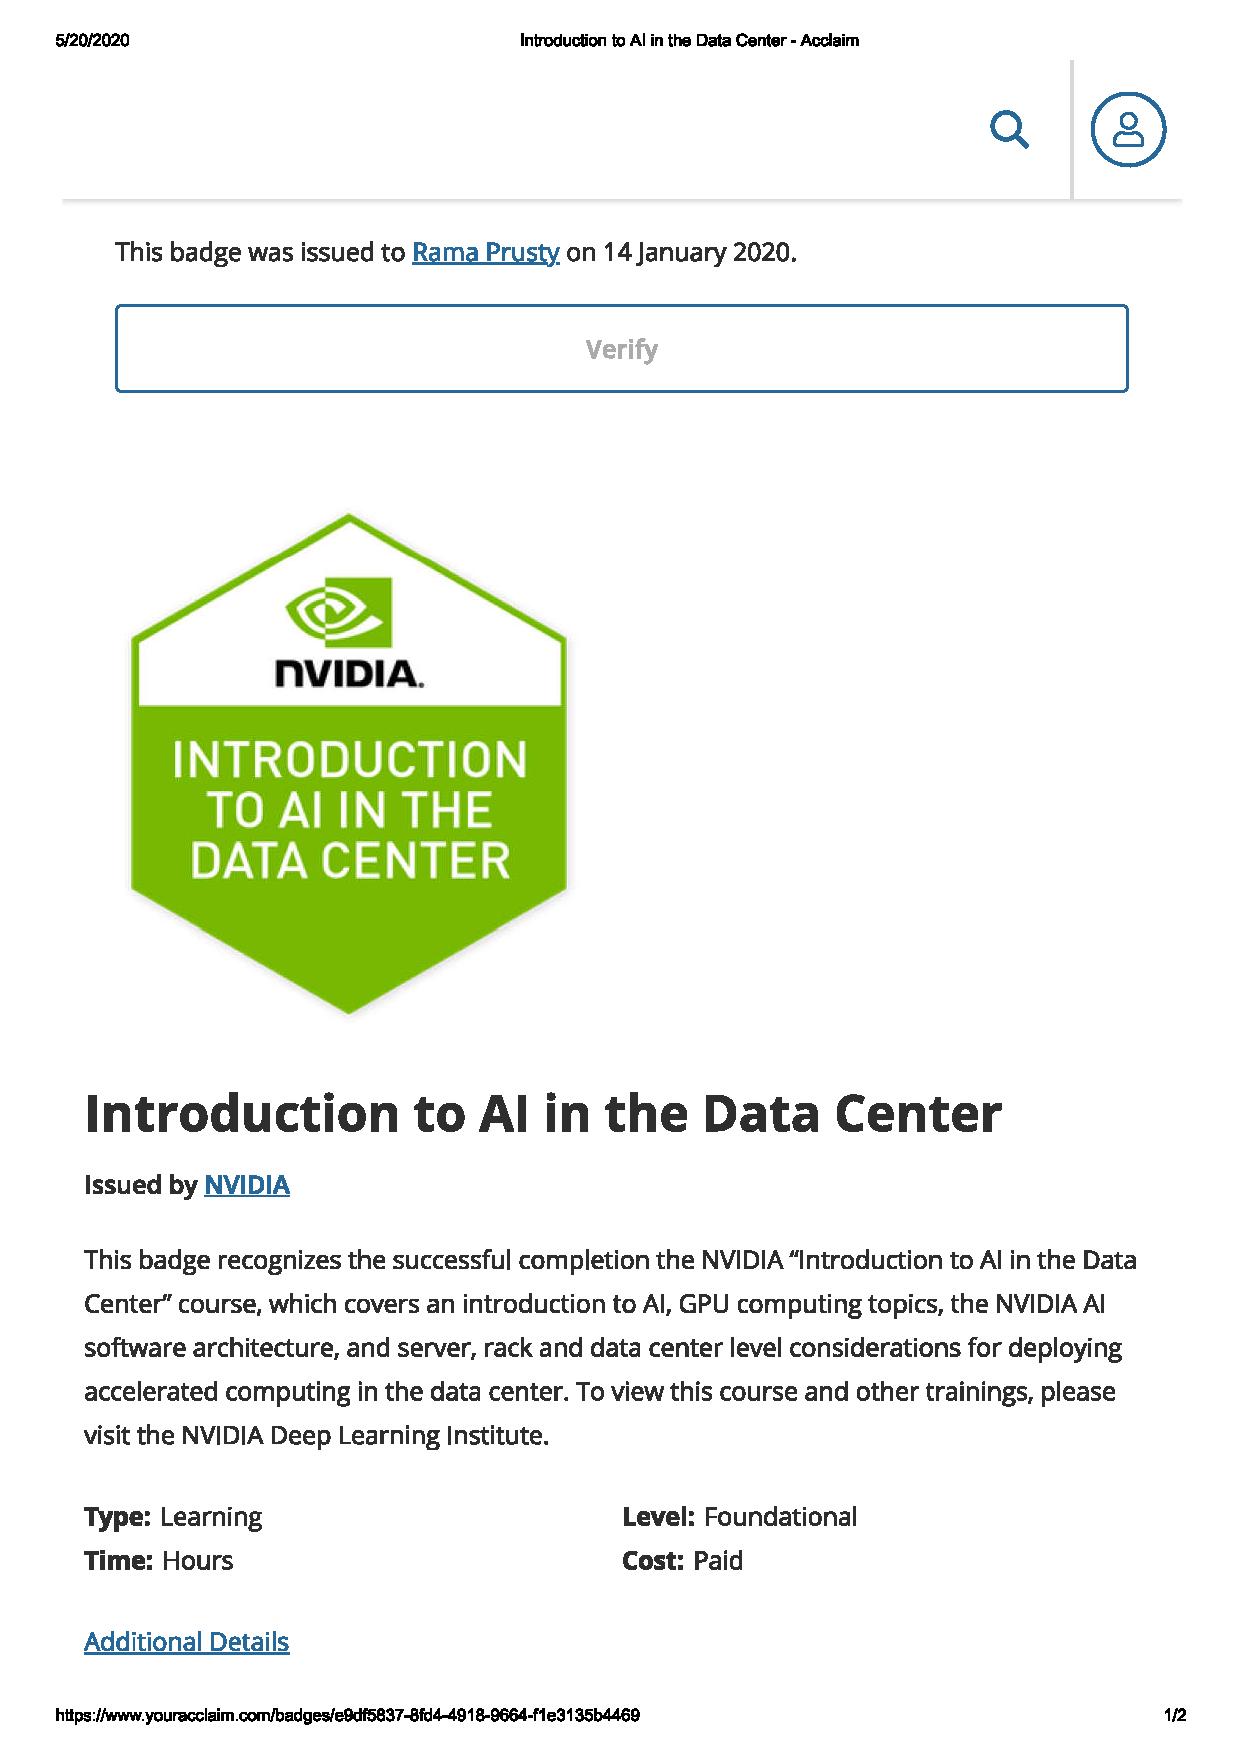 5/20/2020 Introduction to AI in the Data Center - Acclaim
This badge was issued to Rama Prusty on 14 January 2020.
Verify
NVIDIA.
INTRODUCTION
TO AI IN THE
DATA CENTER
Introduction to AI in the Data Center
Issued by NVIDIA
This badge recognizes the successful completion the NVIDIA “Introduction to AI in the Data
Center” course, which covers an introduction to AI, GPU computing topics, the NVIDIA AI
software architecture, and server, rack and data center level considerations for deploying
accelerated computing in the data center. To view this course and other trainings, please
visit the NVIDIA Deep Learning Institute.
Type: Learning Level: Foundational
Time: Hours Cost: Paid
Additional Details
https://www.youracclaim.com/badges/e9df5837-8fd4-4918-9664-f1e3135b4469 1/2